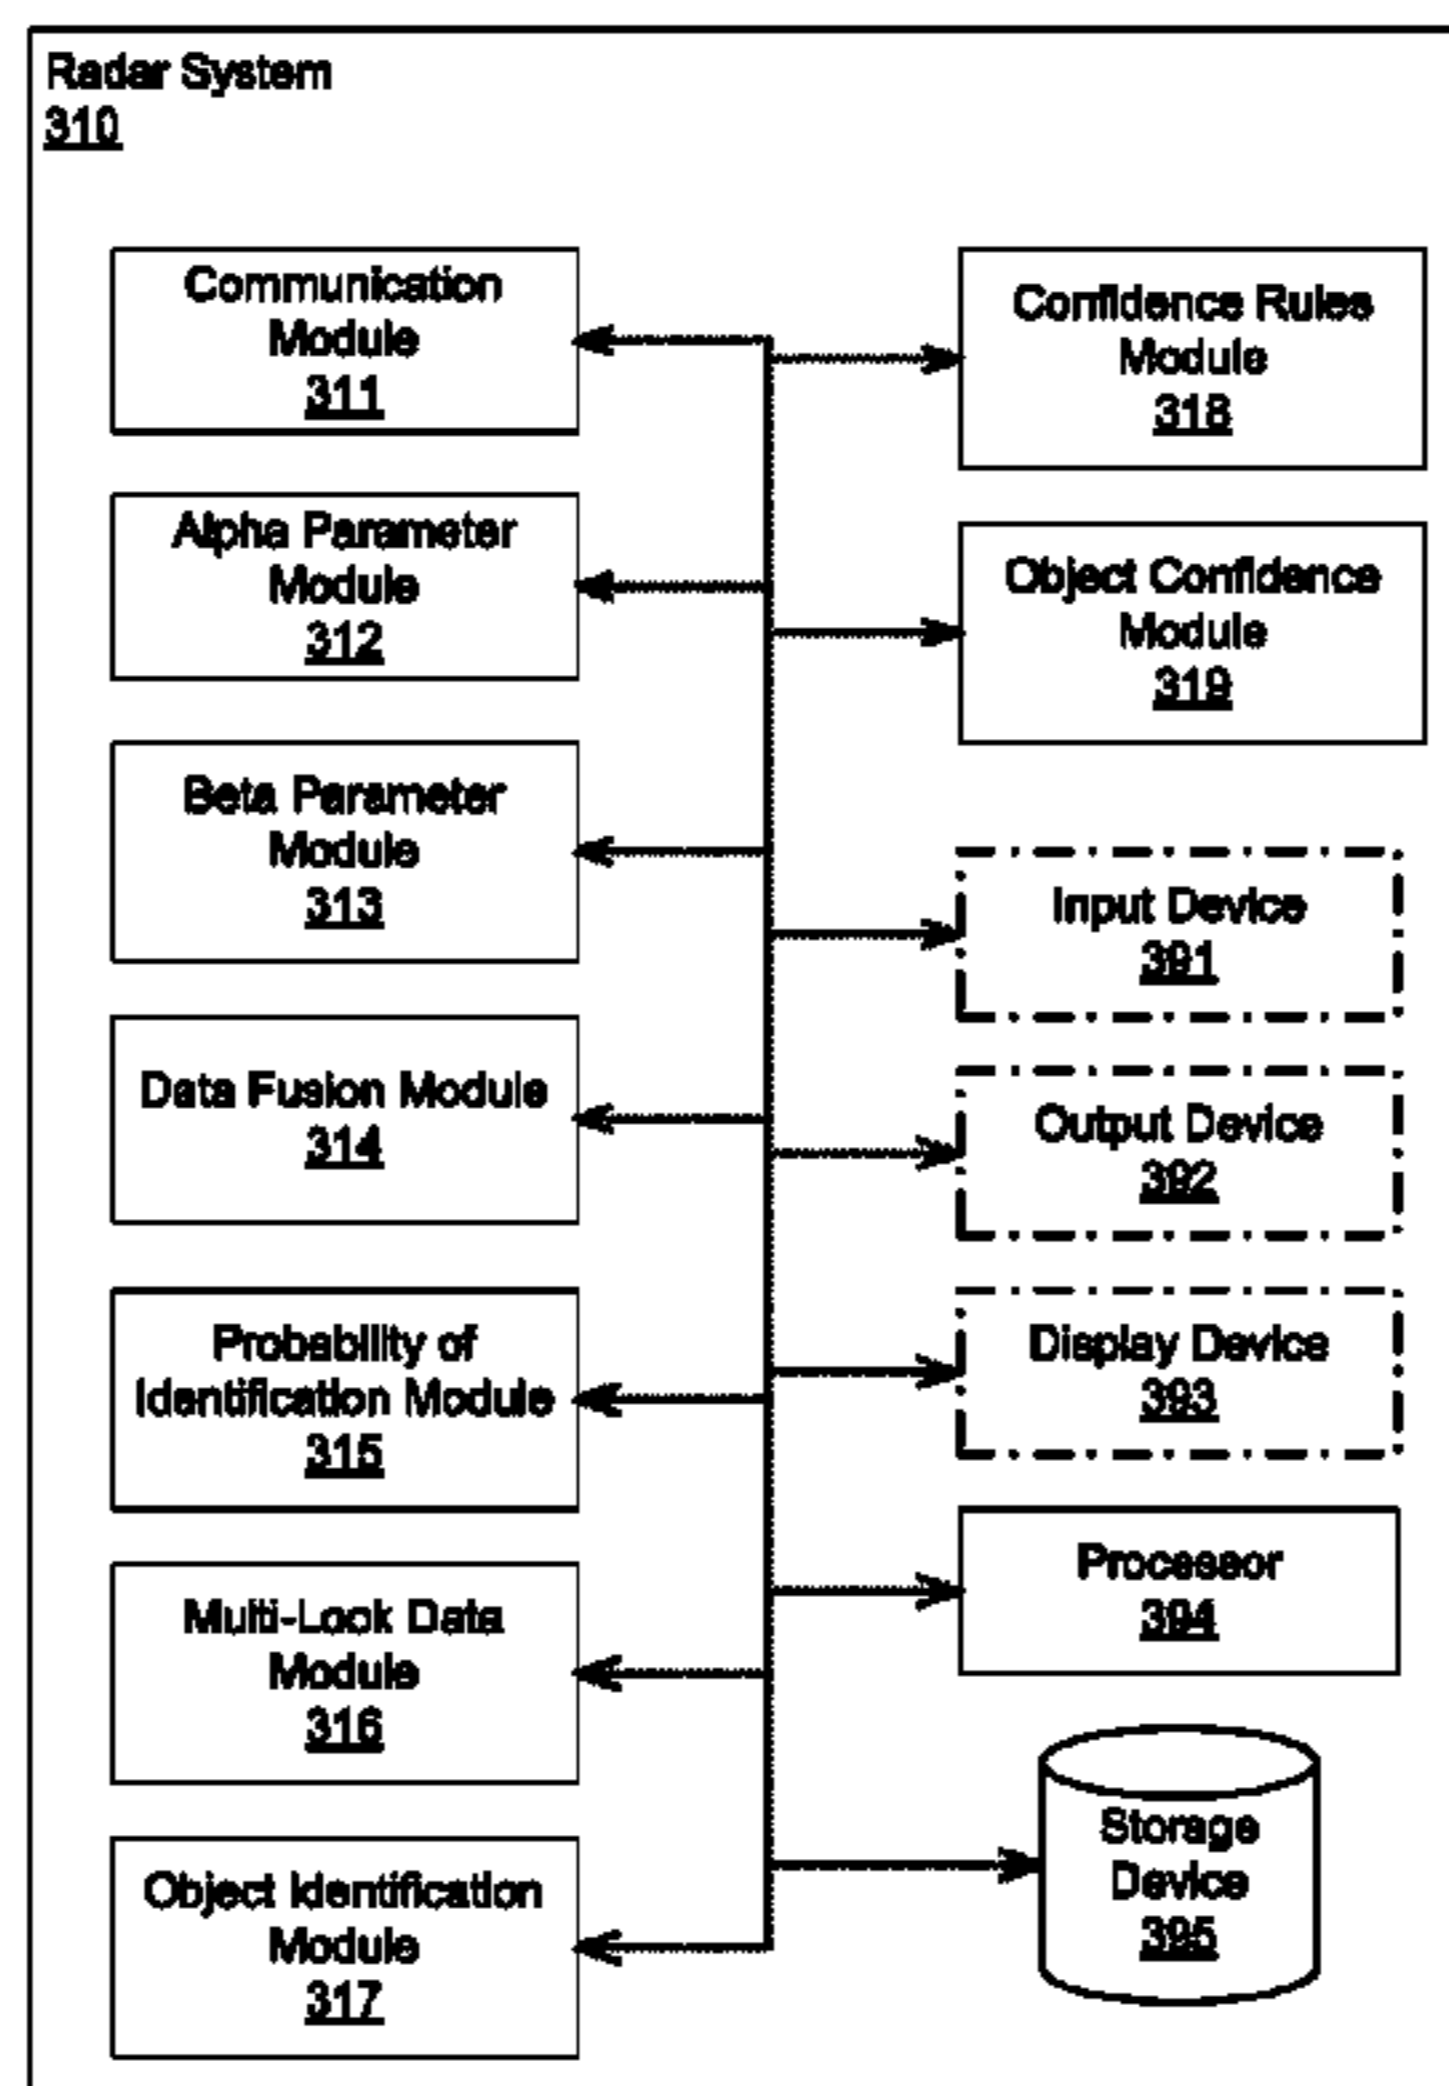 Radar System
310
Communication
Module
311
Alpha Parameter
Module
312
Beta Parameter
Module
313
Data Fusion Module
314
Probability of
Identification Module
315
Multi-Look Data
Module
316
Object Identification
Module
317
Confidence Rules
Module
318
Object Confidence
Module
319
Input Device
391
Output Device
392
Display Device
393
Processor
394
Storage
Device
395